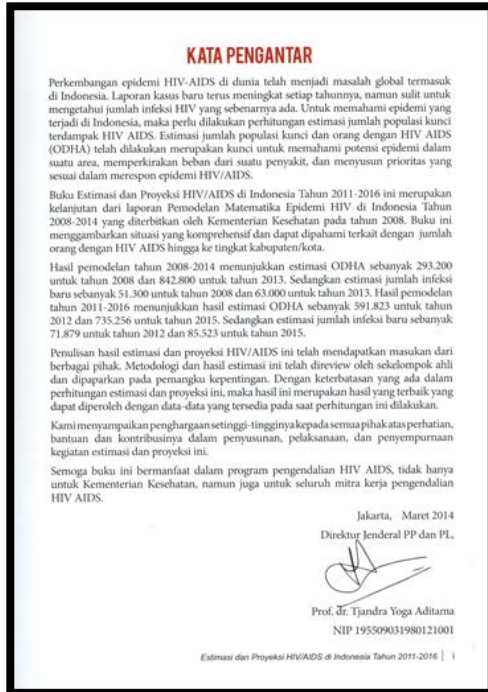 KATA PENGANTAR
Perkembangan epidemi HIV-AIDS di dunia telah menjadi masalah global termasuk
di Indonesia. Laporan kasus baru terus meningkat setiap tahunnya, namun sulit untuk
mengetahui jumlah infeksi HIV yang sebenarnya ada. Untuk memahami epidemi yang
terjadi di Indonesia, maka perlu dilakukan perhitungan estimasi jumlah populasi kunci
terdampak HIV AIDS. Estimasi jumlah populasi kunci dan orang dengan HIV AIDS
(ODHA) telah dilakukan merupakan kunci untuk memahami potensi epidemi dalam
suatu area, memperkirakan beban dari suatu penyakit, dan menyusun prioritas yang
sesuai dalam merespon epidemi HIV/AIDS.
Buku Estimasi dan Proyeksi HIV/AIDS di Indonesia Tahun 2011-2016 ini merupakan
kelanjutan dari laporan Pemodelan Matematika Epidemi HIV di Indonesia Tahun
2008-2014 yang diterbitkan oleh Kementerian Kesehatan pada tahun 2008. Buku ini
menggambarkan situasi yang komprehensif dan dapat dipahami terkait dengan jumlah
orang dengan HIV AIDS hingga ke tingkat kabupaten/kota.
Hasil pemodelan tahun 2008-2014 menunjukkan estimasi ODHA sebanyak 293.200
untuk tahun 2008 dan 842.800 untuk tahun 2013. Sedangkan estimasi jumlah infeksi
baru sebanyak 51.300 untuk tahun 2008 dan 63.000 untuk tahun 2013. Hasil pemodelan
tahun 2011-2016 menunjukkan hasil estimasi ODHA sebanyak 591.823 untuk tahun
2012 dan 735.256 untuk tahun 2015. Sedangkan estimasi jumlah infeksi baru sebanyak
71.879 untuk tahun 2012 dan 85.523 untuk tahun 2015.
Penulisan hasil estimasi dan proyeksi HIV/AIDS ini telah mendapatkan masukan dari
berbagai pihak. Metodologi dan hasil estimasi ini telah direview oleh sekelompok ahli
dan dipaparkan pada pemangku kepentingan. Dengan keterbatasan yang ada dalam
perhitungan estimasi dan proyeksi ini, maka hasil ini merupakan hasil yang terbaik yang
dapat diperoleh dengan data-data yang tersedia pada saat perhitungan ini dilakukan.
Kami menyampaikan penghargaan setinggi-tingginya kepada semua pihak atas perhatian,
bantuan dan kontribusinya dalam penyusunan, pelaksanaan, dan penyempurnaan
kegiatan estimasi dan proyeksi ini.
Semoga buku ini bermanfaat dalam program pengendalian HIV AIDS, tidak hanya
untuk Kementerian Kesehatan, namun juga untuk seluruh mitra kerja pengendalian
HIV AIDS.
Jakarta, Maret 2014
Direktur Jenderal PP dan PL,
Prof. dr. Tjandra Yoga Aditama
NIP 195509031980121001
Estimasi dan Proyeksi HIV/AIDS di Indonesia Tahun 2011-2016 | i